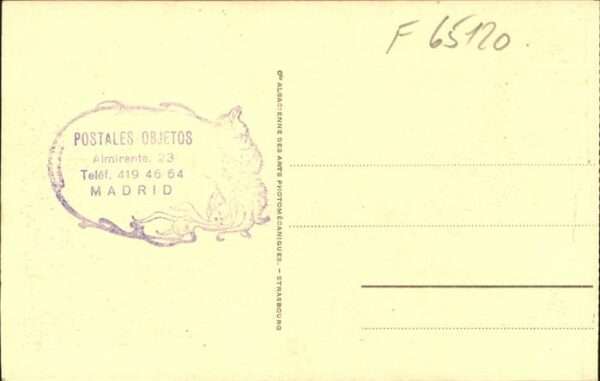 F 65120
POSTALES OBJETOS
Almirante, 23
Teléf. 419 46 64
MADRID
Cie ALSACIENNE DES ARTS PHOTOMÉCANIQUES. - STRASBOURG